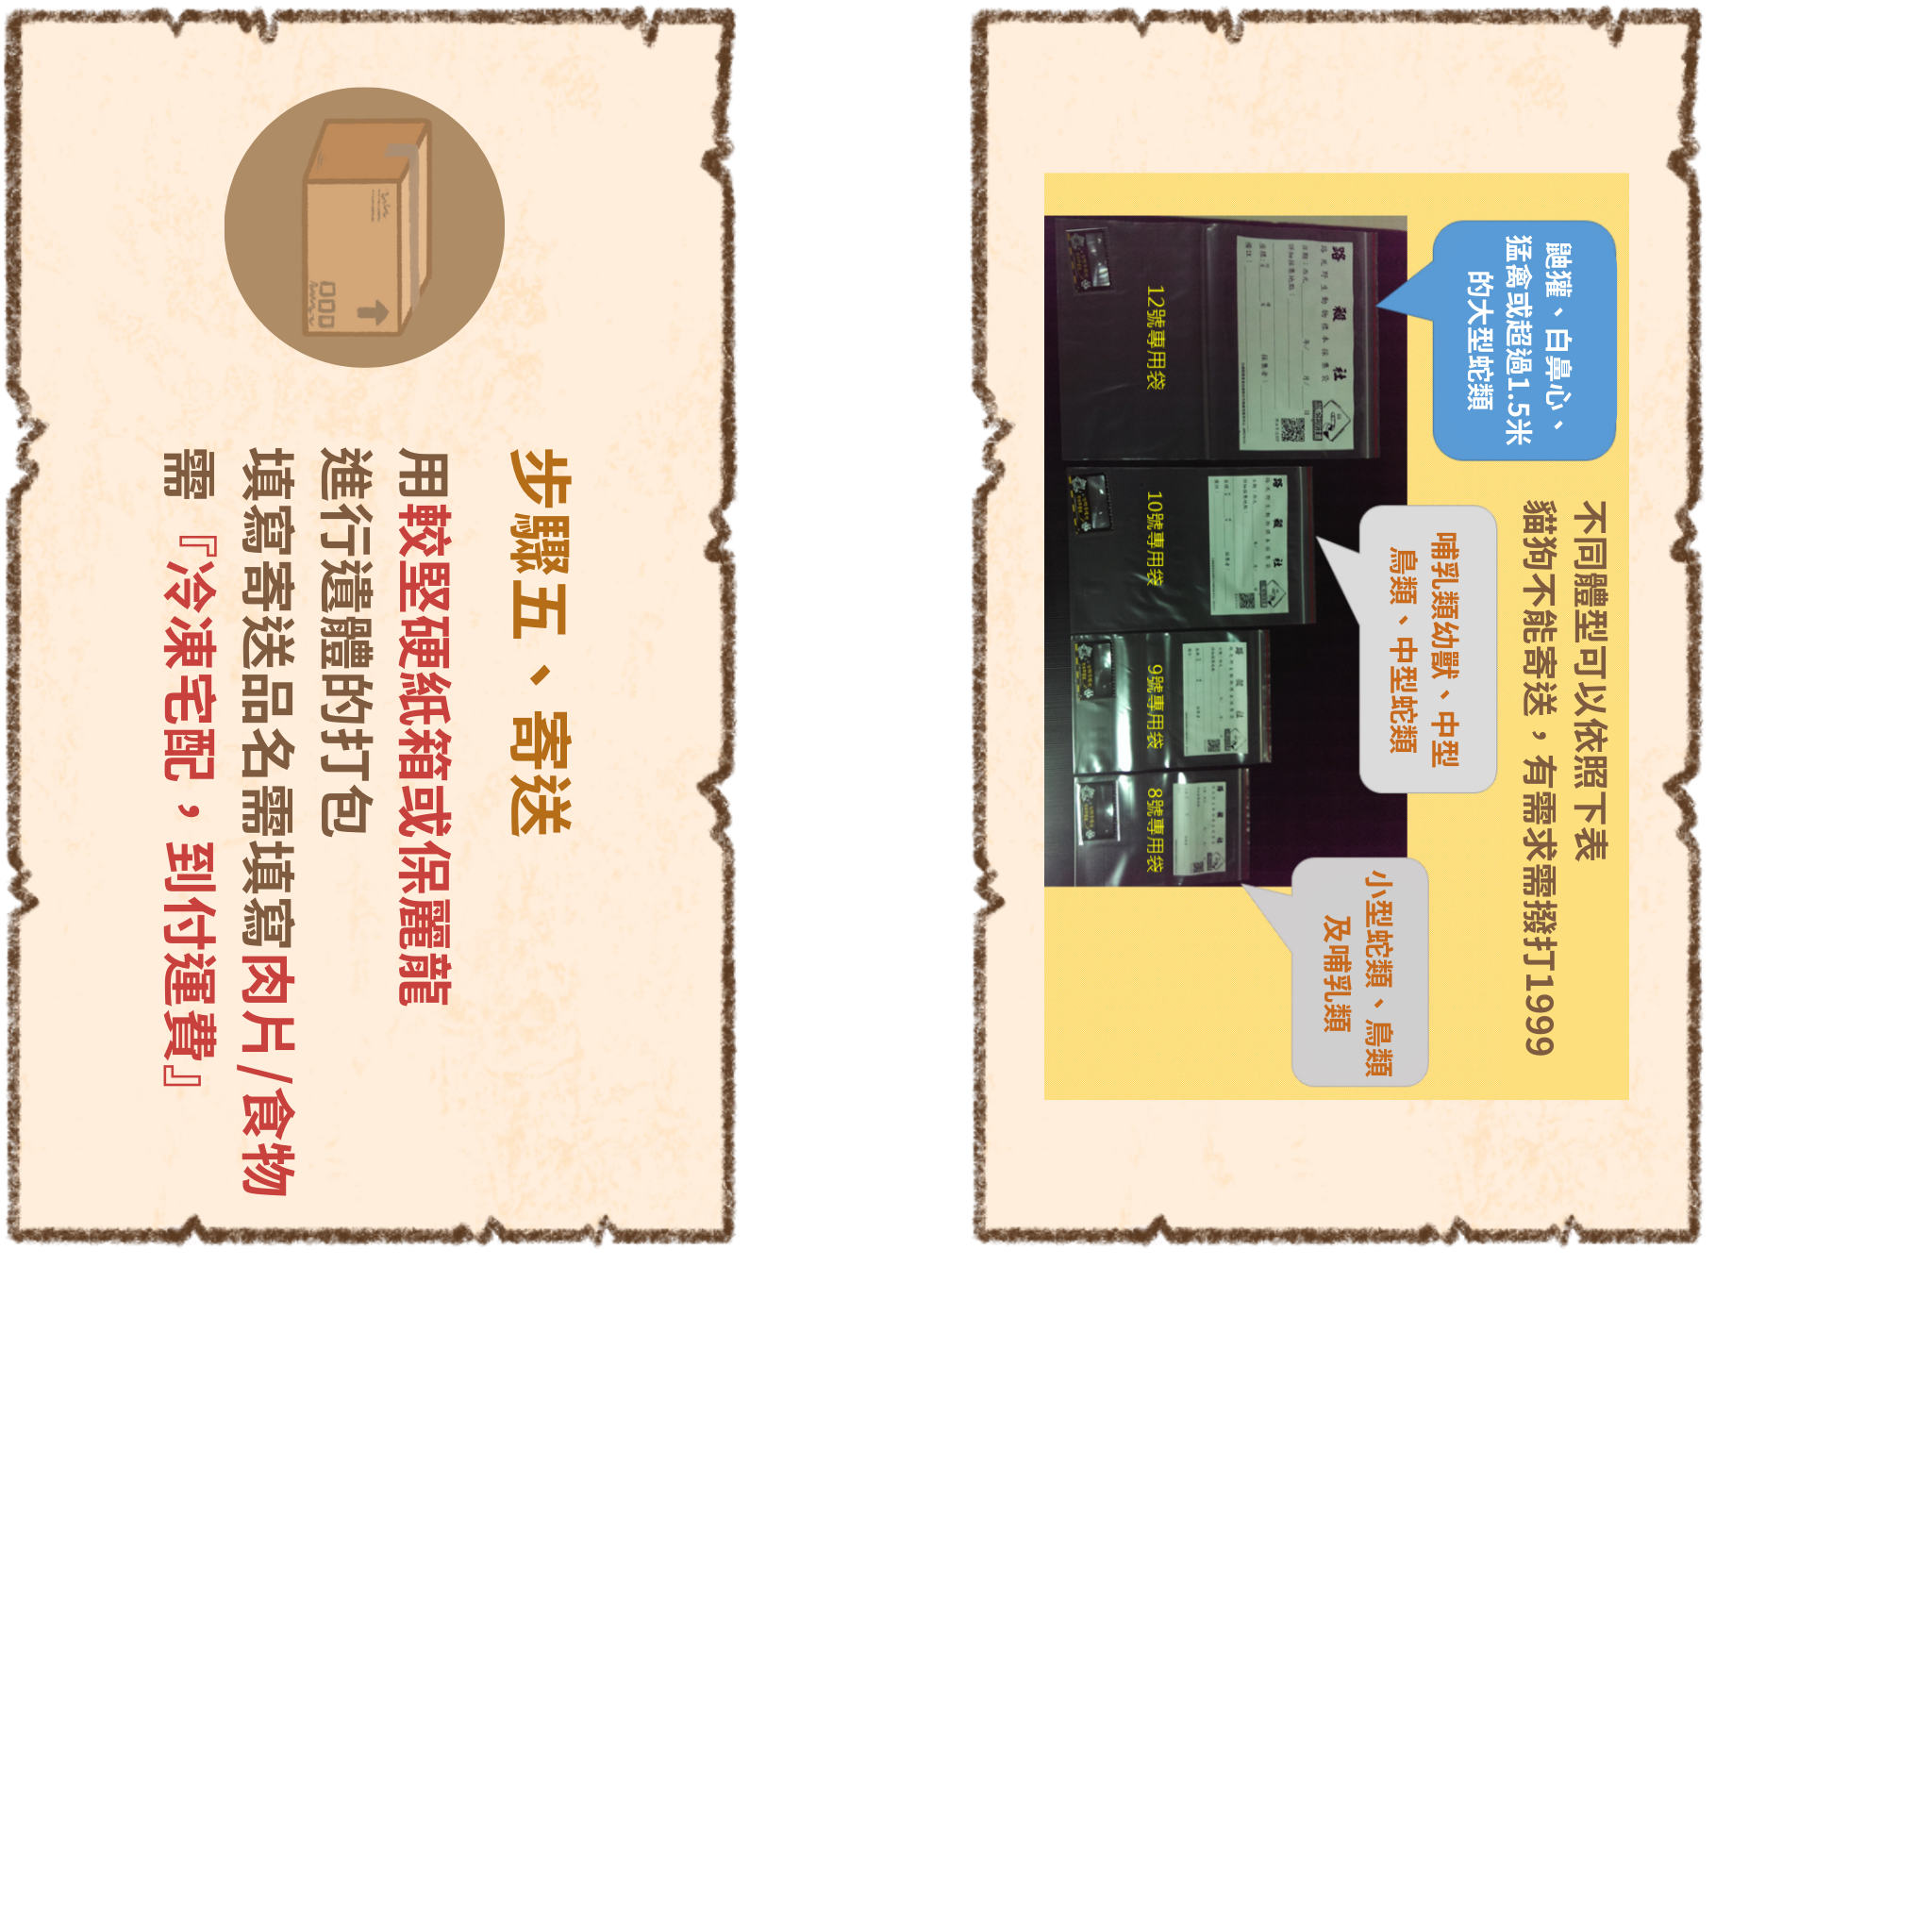 不同體型可以依照下表
貓狗不能寄送，有需求需撥打1999
鼬獾、白鼻心、
猛禽或超過1.5米
的大型蛇類
哺乳類幼獸、中型
鳥類、中型蛇類
小型蛇類、鳥類
及哺乳類
路殺社
12號專用袋
路殺社
10號專用袋
9號專用袋
8號專用袋
步驟五、寄送
用較堅硬紙箱或保麗龍
進行遺體的打包
填寫寄送品名需填寫肉片/食物
需『冷凍宅配，到付運費』